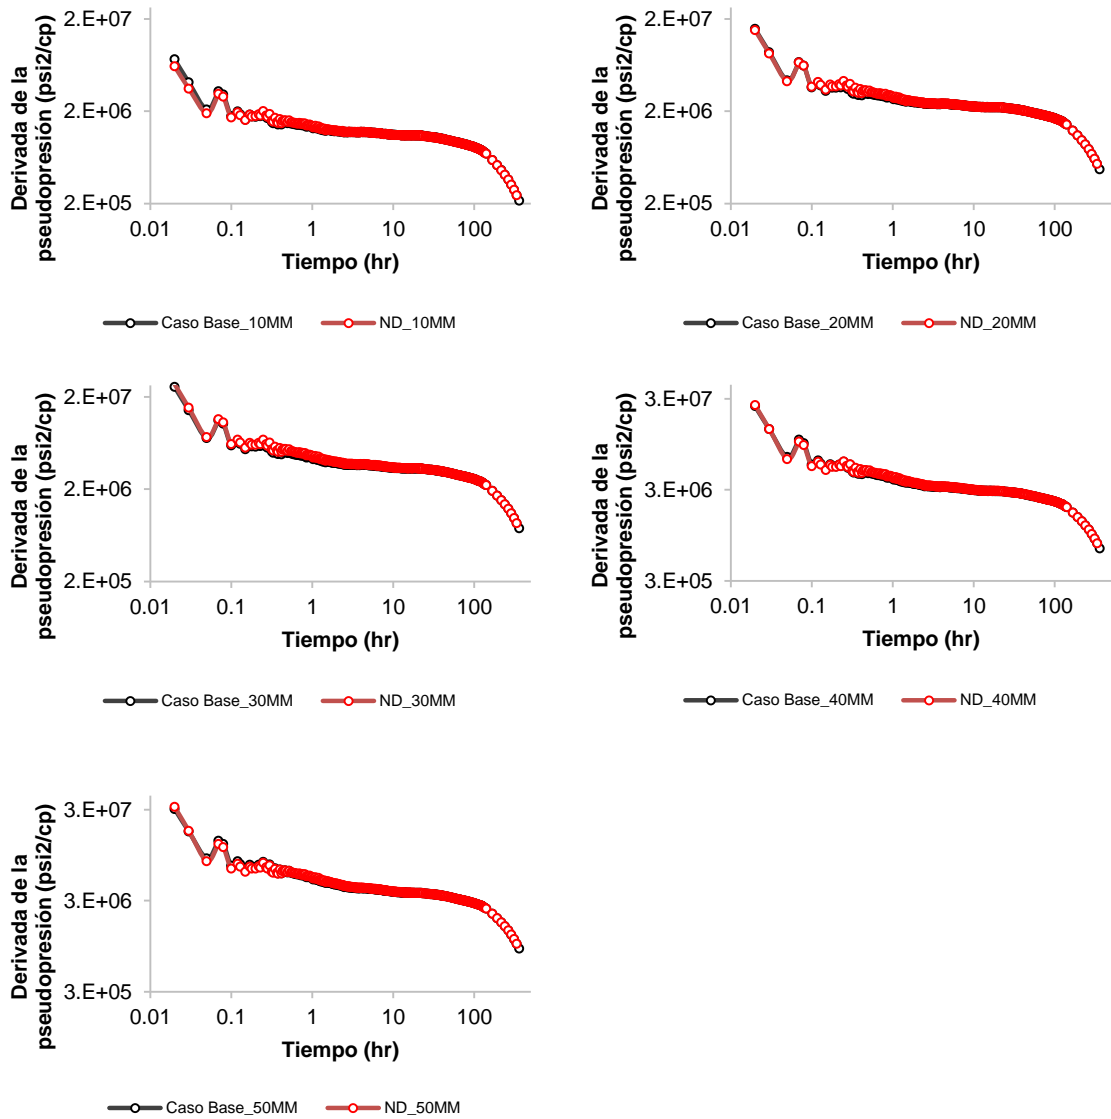 2.E+07
2.E+06
2.E+05
0.01 0.1 1 10 100
Derivada de la
pseudopresión (psi2/cp)
Tiempo (hr)
Caso Base_10MM ND_10MM
2.E+07
2.E+06
2.E+05
0.01 0.1 1 10 100
Derivada de la
pseudopresión (psi2/cp)
Tiempo (hr)
Caso Base_20MM ND_20MM
2.E+07
2.E+06
2.E+05
0.01 0.1 1 10 100
Derivada de la
pseudopresión (psi2/cp)
Tiempo (hr)
Caso Base_30MM ND_30MM
3.E+07
3.E+06
3.E+05
0.01 0.1 1 10 100
Derivada de la
pseudopresión (psi2/cp)
Tiempo (hr)
Caso Base_40MM ND_40MM
3.E+07
3.E+06
3.E+05
0.01 0.1 1 10 100
Derivada de la
pseudopresión (psi2/cp)
Tiempo (hr)
Caso Base_50MM ND_50MM